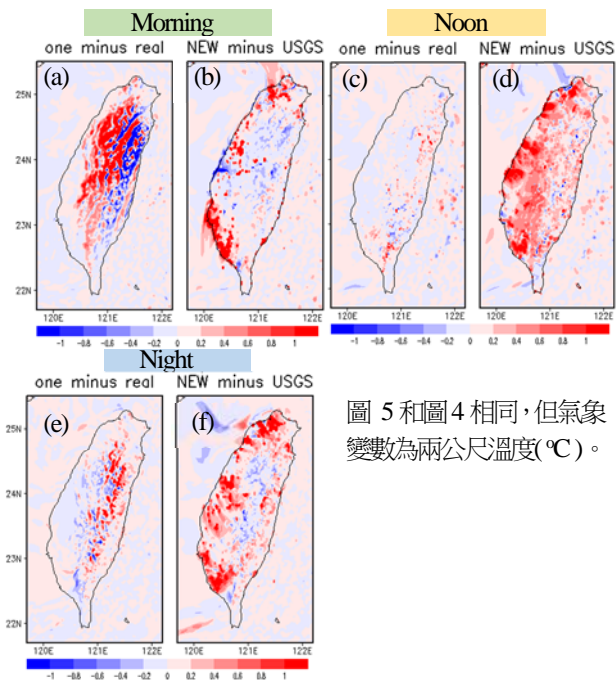 Morning
Noon
one minus real
NEW minus USGS
one minus real
NEW minus USGS
(a)
(b)
(c)
(d)
25N
24N
23N
22N
120E
121E
122E
120E
121E
122E
120E
121E
122E
120E
121E
122E
-1 -0.8 -0.6 -0.4 -0.2 0 0.2 0.4 0.6 0.8 1
-1 -0.8 -0.6 -0.4 -0.2 0 0.2 0.4 0.6 0.8 1
Night
one minus real
NEW minus USGS
(e)
(f)
25N
24N
23N
22N
120E
121E
122E
120E
121E
122E
-1 -0.8 -0.6 -0.4 -0.2 0 0.2 0.4 0.6 0.8 1
圖 5 和圖 4 相同，但氣象
變數為兩公尺溫度(℃)。